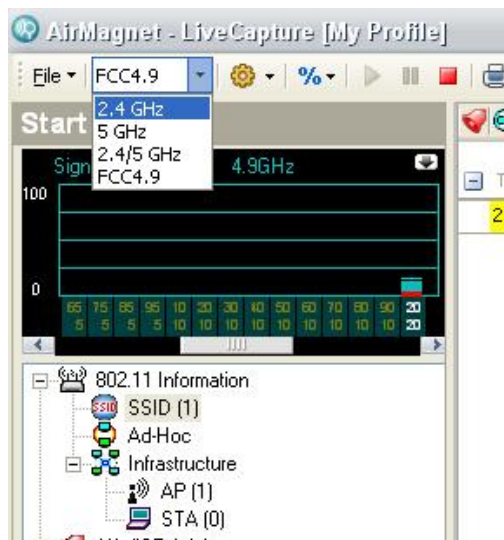 AirMagnet - LiveCapture [My Profile]
File FCC4.9 %
Start
2.4 GHz
5 GHz
2.4/5 GHz
FCC4.9
Sign 4.9GHz
100
0
65 75 85 95 10 20 30 40 50 60 70 80 90 20
5 5 5 5 10 10 10 10 10 10 10 10 10 20
2
802.11 Information
SSID SSID (1)
Ad-Hoc
Infrastructure
AP (1)
STA (0)